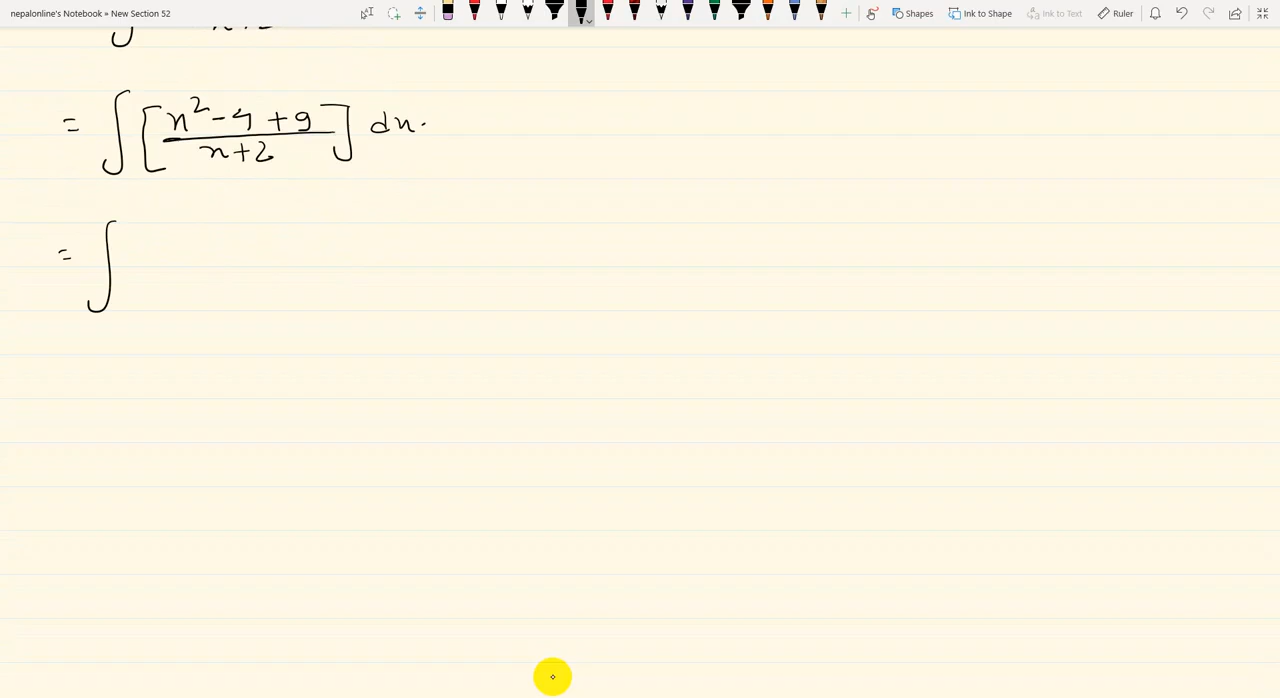 nepalonline's Notebook » New Section 52
Shapes Ink to Shape Ink to Text Ruler
= ∫ [x² - 4 + 9 / x + 2] dx.
= ∫